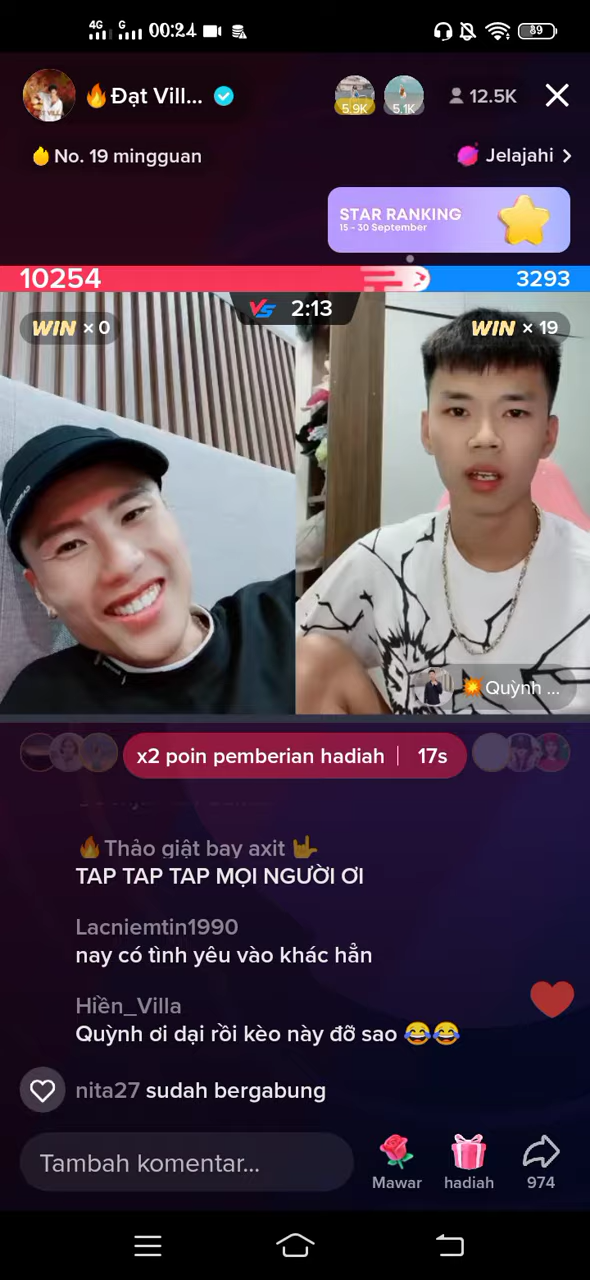 4G G 00:24 89
🔥Đạt Vill...
5.9K 5.1K 12.5K
No. 19 mingguan
Jelajahi
STAR RANKING
15 - 30 September
10254 3293
VS 2:13
WIN × 0
WIN × 19
💥Quỳnh ...
x2 poin pemberian hadiah | 17s
🔥Thảo giật bay axit 🤟
TAP TAP TAP MỌI NGƯỜI ƠI
Lacniemtin1990
nay có tình yêu vào khác hẳn
Hiền_Villa
Quỳnh ơi dại rồi kèo này đỡ sao 😂😂
nita27 sudah bergabung
Tambah komentar...
Mawar
hadiah
974